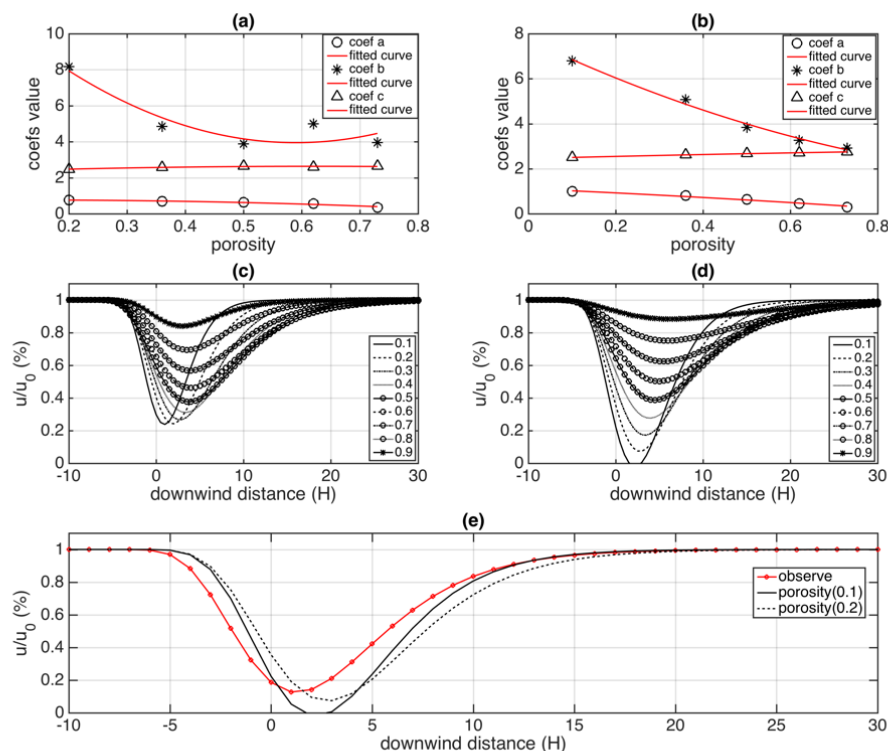 (a)
coefs value
10
8
6
4
2
0
0.2
0.3
0.4
0.5
0.6
0.7
0.8
porosity
coef a
fitted curve
coef b
fitted curve
coef c
fitted curve
(b)
coefs value
8
6
4
2
0
0
0.2
0.4
0.6
0.8
porosity
coef a
fitted curve
coef b
fitted curve
coef c
fitted curve
(c)
u/u0 (%)
1
0.8
0.6
0.4
0.2
0
-10
0
10
20
30
downwind distance (H)
0.1
0.2
0.3
0.4
0.5
0.6
0.7
0.8
0.9
(d)
u/u0 (%)
1
0.8
0.6
0.4
0.2
0
-10
0
10
20
30
downwind distance (H)
0.1
0.2
0.3
0.4
0.5
0.6
0.7
0.8
0.9
(e)
u/u0 (%)
1
0.8
0.6
0.4
0.2
0
-10
-5
0
5
10
15
20
25
30
downwind distance (H)
observe
porosity(0.1)
porosity(0.2)